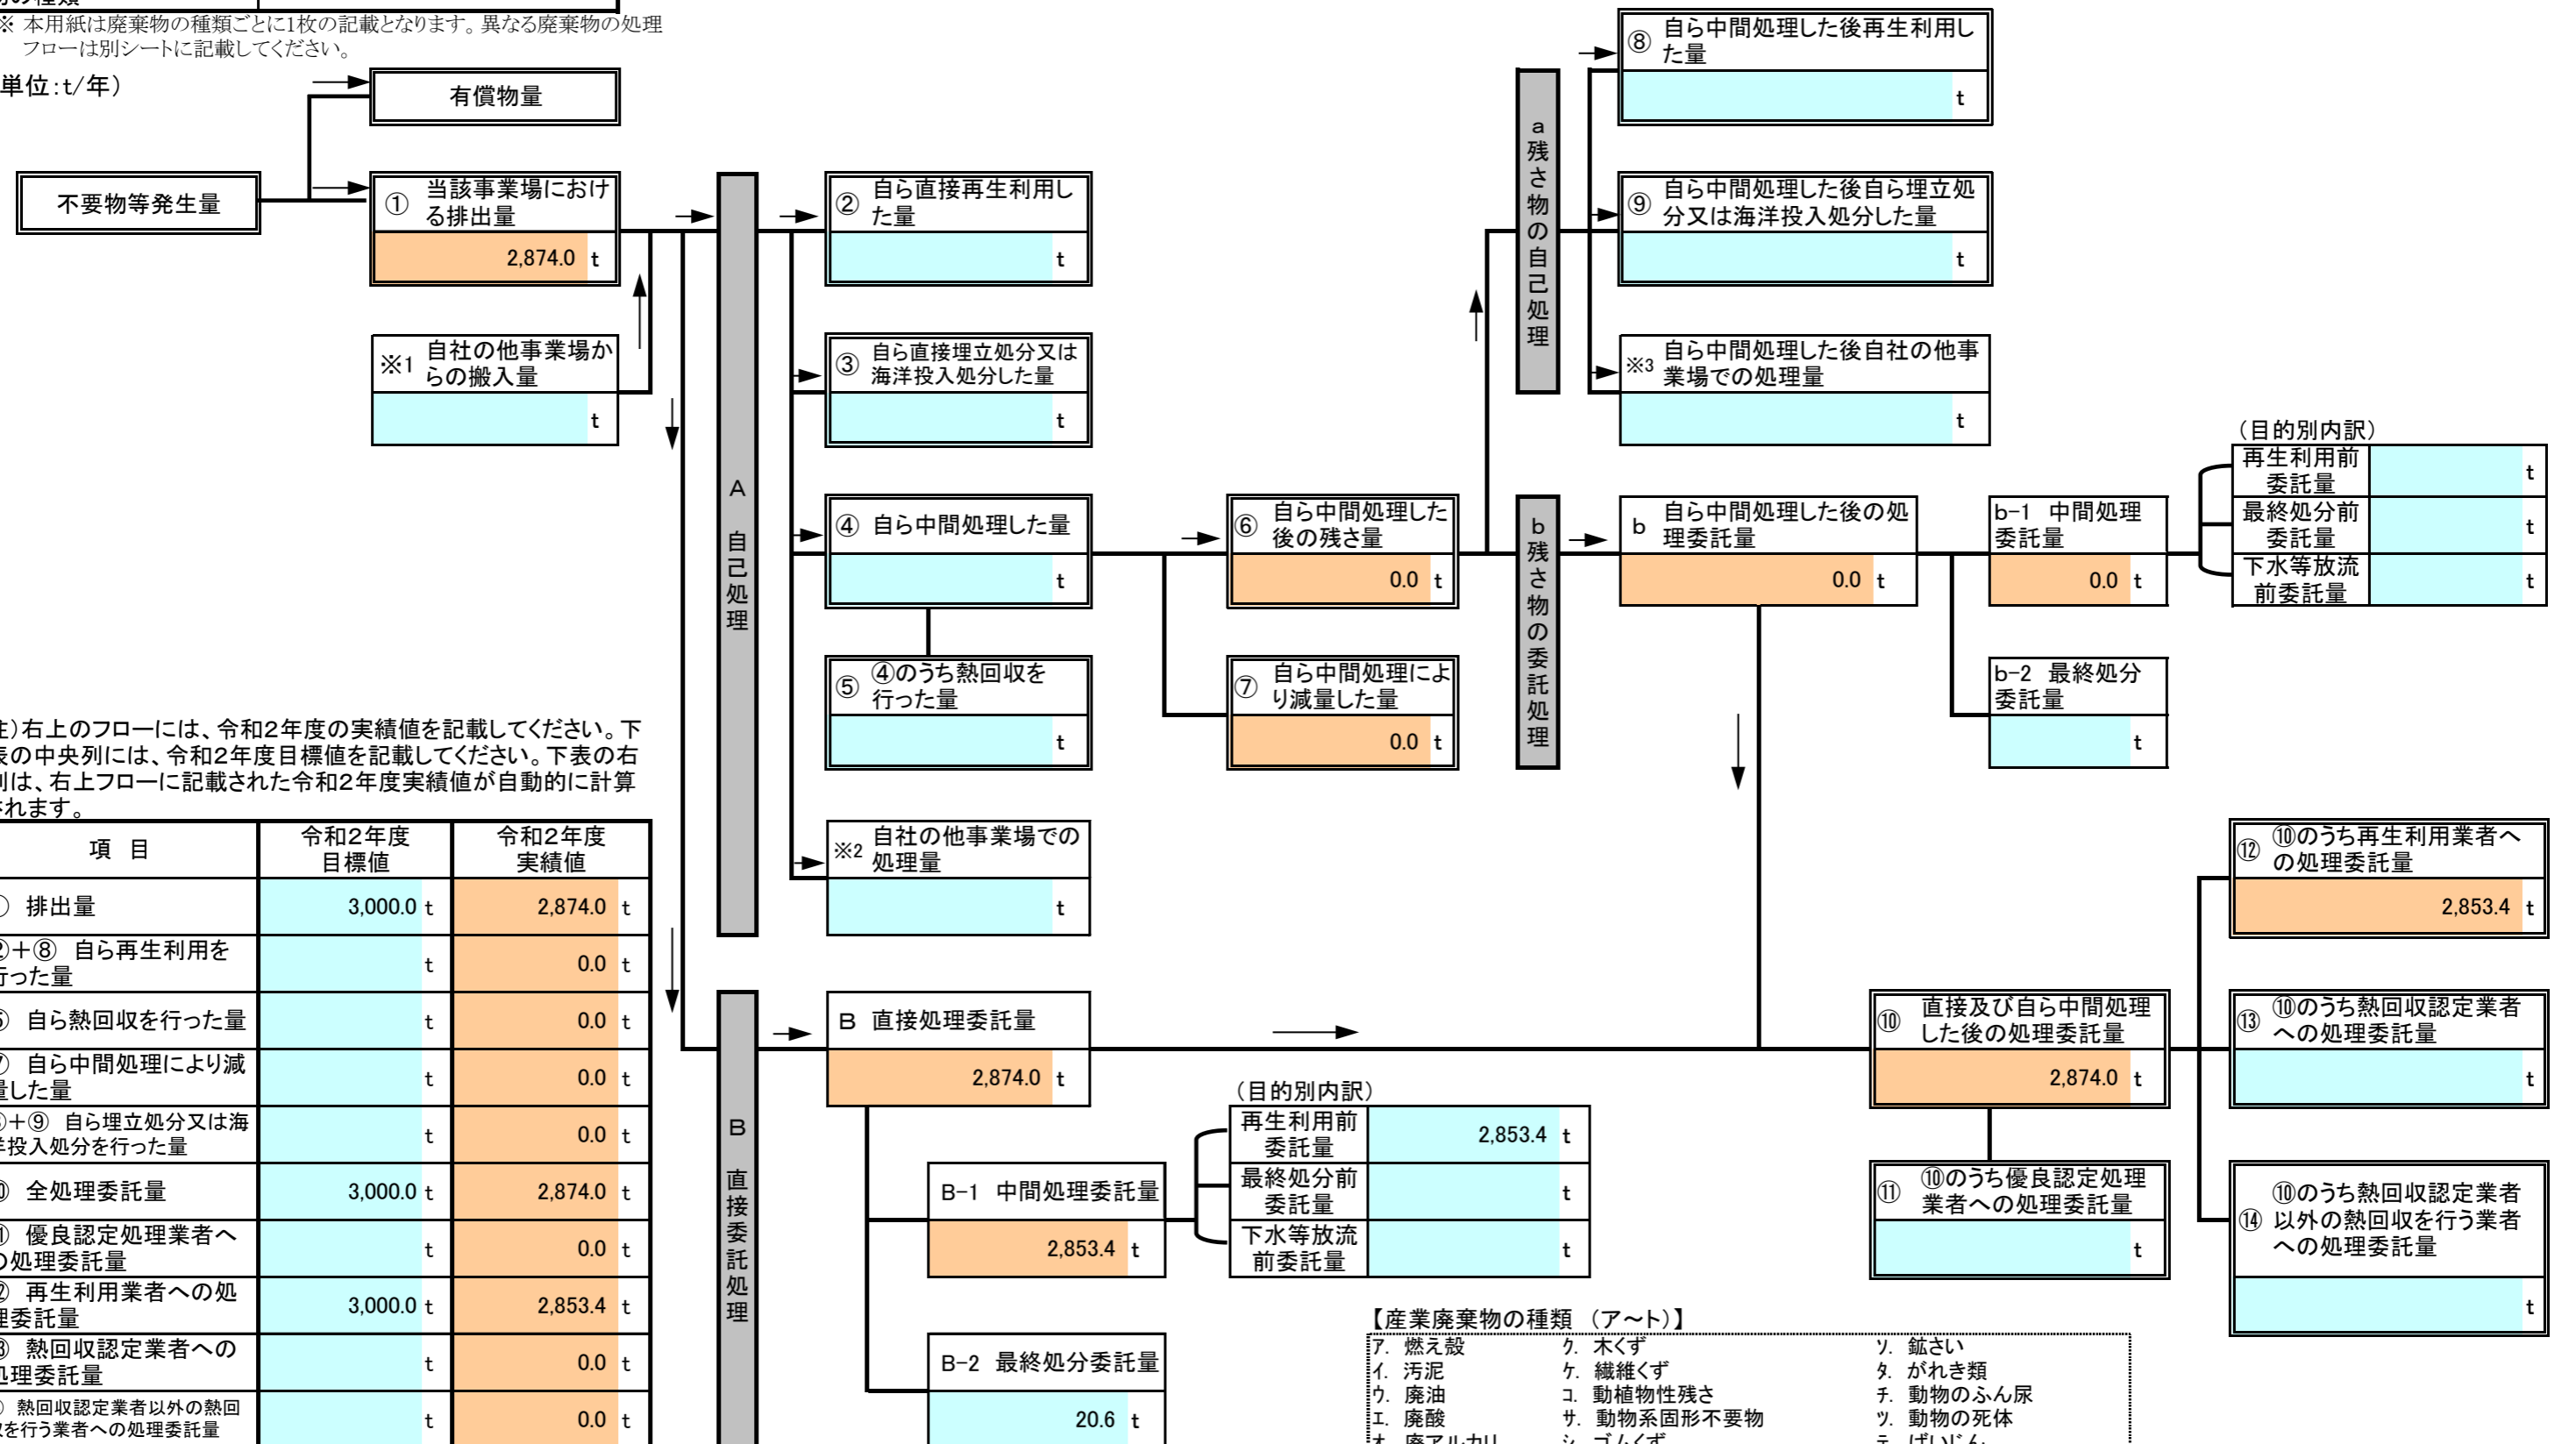 ※ 本用紙は廃棄物の種類ごとに1枚の記載となります。異なる廃棄物の処理
フローは別シートに記載してください。
単位:t/年)
有償物量
不要物等発生量
① 当該事業場におけ
る排出量
2,874.0 t
※1 自社の他事業場か
らの搬入量
t
A 自己処理
② 自ら直接再生利用し
た量
t
③ 自ら直接埋立処分又は
海洋投入処分した量
t
④ 自ら中間処理した量
t
⑤ ④のうち熱回収を
行った量
t
※2 自社の他事業場での
処理量
t
⑥ 自ら中間処理した
後の残さ量
0.0 t
⑦ 自ら中間処理によ
り減量した量
0.0 t
a残さ物の自己処理
⑧ 自ら中間処理した後再生利用し
た量
t
⑨ 自ら中間処理した後自ら埋立処
分又は海洋投入処分した量
t
※3 自ら中間処理した後自社の他事
業場での処理量
t
b残さ物の委託処理
b 自ら中間処理した後の処
理委託量
0.0 t
b-1 中間処理
委託量
0.0 t
b-2 最終処分
委託量
t
(目的別内訳)
再生利用前
委託量
t
最終処分前
委託量
t
下水等放流
前委託量
t
)右上のフローには、令和2年度の実績値を記載してください。下
表の中央列には、令和2年度目標値を記載してください。下表の右
列は、右上フローに記載された令和2年度実績値が自動的に計算
されます。
項 目 令和2年度
目標値 令和2年度
実績値
排出量 3,000.0 t 2,874.0 t
②+⑧ 自ら再生利用を
行った量 t 0.0 t
⑤ 自ら熱回収を行った量 t 0.0 t
⑦ 自ら中間処理により減
量した量 t 0.0 t
③+⑨ 自ら埋立処分又は海
洋投入処分を行った量 t 0.0 t
⑩ 全処理委託量 3,000.0 t 2,874.0 t
⑪ 優良認定処理業者へ
の処理委託量 t 0.0 t
⑫ 再生利用業者への処
理委託量 3,000.0 t 2,853.4 t
⑬ 熱回収認定業者への
処理委託量 t 0.0 t
熱回収認定業者以外の熱回
収を行う業者への処理委託量 t 0.0 t
B 直接委託処理
B 直接処理委託量
2,874.0 t
B-1 中間処理委託量
2,853.4 t
B-2 最終処分委託量
20.6 t
(目的別内訳)
再生利用前
委託量
2,853.4 t
最終処分前
委託量
t
下水等放流
前委託量
t
⑩ 直接及び自ら中間処理
した後の処理委託量
2,874.0 t
⑪ ⑩のうち優良認定処理
業者への処理委託量
t
⑫ ⑩のうち再生利用業者へ
の処理委託量
2,853.4 t
⑬ ⑩のうち熱回収認定業者
への処理委託量
t
⑭ ⑩のうち熱回収認定業者
以外の熱回収を行う業者
への処理委託量
t
【産業廃棄物の種類 (ア～ト)】
ア. 燃え殻 ク. 木くず ソ. 鉱さい
イ. 汚泥 ケ. 繊維くず タ. がれき類
ウ. 廃油 コ. 動植物性残さ チ. 動物のふん尿
エ. 廃酸 サ. 動物系固形不要物 ツ. 動物の死体
オ. 廃アルカリ シ. ゴムくず テ. ばいじん